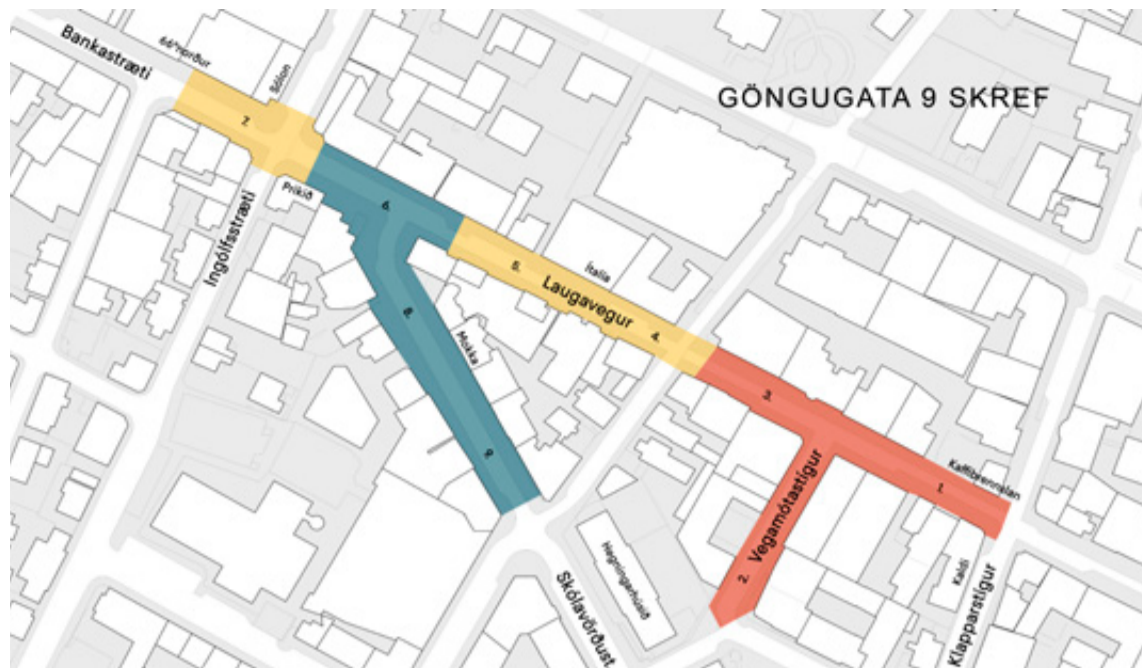 66°norður
Bankastræti
Sólon
GÖNGUGATA 9 SKREF
7.
Prikið
6.
Ingólfsstræti
5.
Ítalía
Laugavegur
8.
4.
Mokka
3.
9.
Kaffibrennslan
1.
Vegamótastígur
2.
Hegningarhúsið
Kaldi
Skólavörðust
Klapparstígur